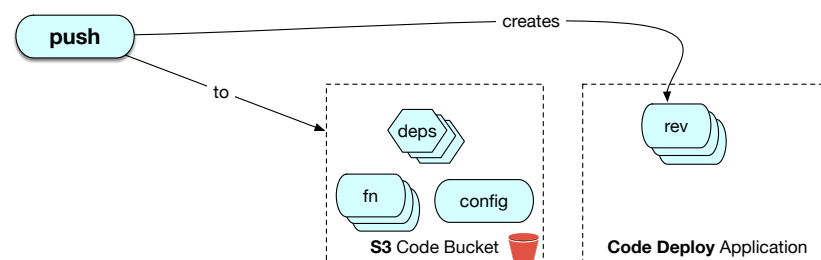 push
creates
to
deps
rev
fn
config
S3 Code Bucket
Code Deploy Application